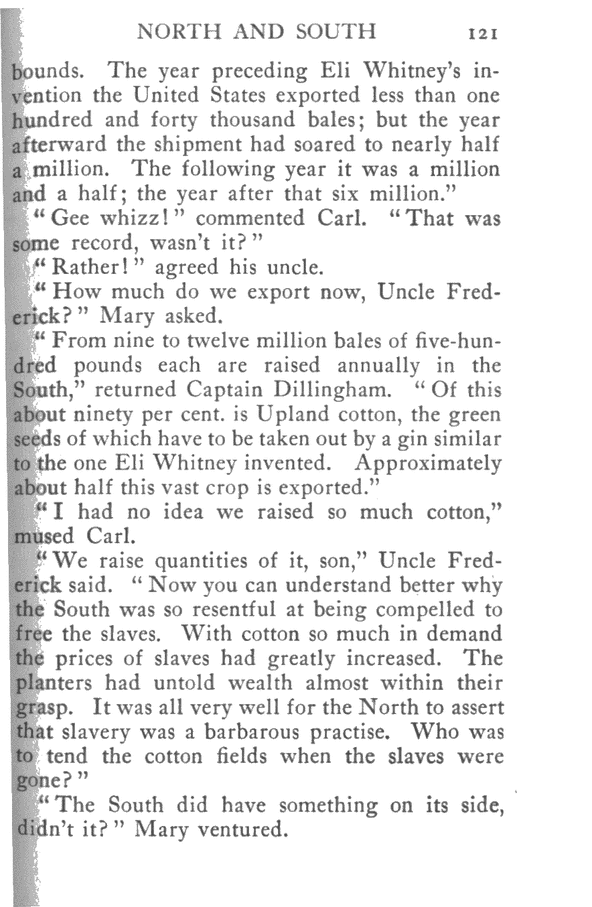 NORTH AND SOUTH 121
bounds. The year preceding Eli Whitney's in-
vention the United States exported less than one
hundred and forty thousand bales; but the year
afterward the shipment had soared to nearly half
a million. The following year it was a million
and a half; the year after that six million."
"Gee whizz!" commented Carl. "That was
some record, wasn't it?"
"Rather!" agreed his uncle.
"How much do we export now, Uncle Fred-
erick?" Mary asked.
"From nine to twelve million bales of five-hun-
dred pounds each are raised annually in the
South," returned Captain Dillingham. "Of this
about ninety per cent. is Upland cotton, the green
seeds of which have to be taken out by a gin similar
to the one Eli Whitney invented. Approximately
about half this vast crop is exported."
"I had no idea we raised so much cotton,"
mused Carl.
"We raise quantities of it, son," Uncle Fred-
erick said. "Now you can understand better why
the South was so resentful at being compelled to
free the slaves. With cotton so much in demand
the prices of slaves had greatly increased. The
planters had untold wealth almost within their
grasp. It was all very well for the North to assert
that slavery was a barbarous practise. Who was
to tend the cotton fields when the slaves were
gone?"
"The South did have something on its side,
didn't it?" Mary ventured.